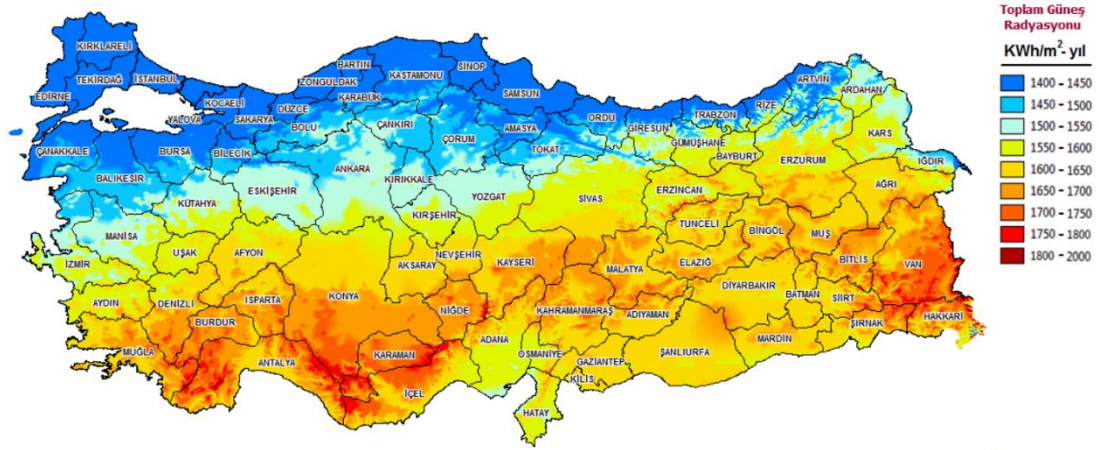 Toplam Güneş
Radyasyonu
KWh/m²- yıl
1400 - 1450
1450 - 1500
1500 - 1550
1550 - 1600
1600 - 1650
1650 - 1700
1700 - 1750
1750 - 1800
1800 - 2000
KIRKLARELİ
TEKİRDAĞ
İSTANBUL
EDİRNE
KOCAELİ
YALOVA
SAKARYA
DÜZCE
BOLU
ZONGULDAK
BARTIN
KARABÜK
KASTAMONU
SİNOP
SAMSUN
ORDU
GİRESUN
TRABZON
RİZE
ARTVİN
ARDAHAN
KARS
IĞDIR
ÇANAKKALE
BURSA
BİLECİK
BALIKESİR
KÜTAHYA
ESKİŞEHİR
ANKARA
ÇANKIRI
ÇORUM
AMASYA
TOKAT
KIRIKKALE
YOZGAT
SİVAS
GÜMÜŞHANE
BAYBURT
ERZURUM
ERZİNCAN
AĞRI
MANİSA
İZMİR
UŞAK
AFYON
KIRŞEHİR
NEVŞEHİR
AKSARAY
KAYSERİ
MALATYA
TUNCELİ
ELAZIĞ
BİNGÖL
MUŞ
BİTLİS
VAN
AYDIN
DENİZLİ
ISPARTA
BURDUR
KONYA
NİĞDE
KAHRAMANMARAŞ
ADIYAMAN
DİYARBAKIR
BATMAN
SİİRT
ŞIRNAK
HAKKARİ
MUĞLA
ANTALYA
KARAMAN
İÇEL
ADANA
OSMANİYE
GAZİANTEP
KİLİS
ŞANLIURFA
MARDİN
HATAY